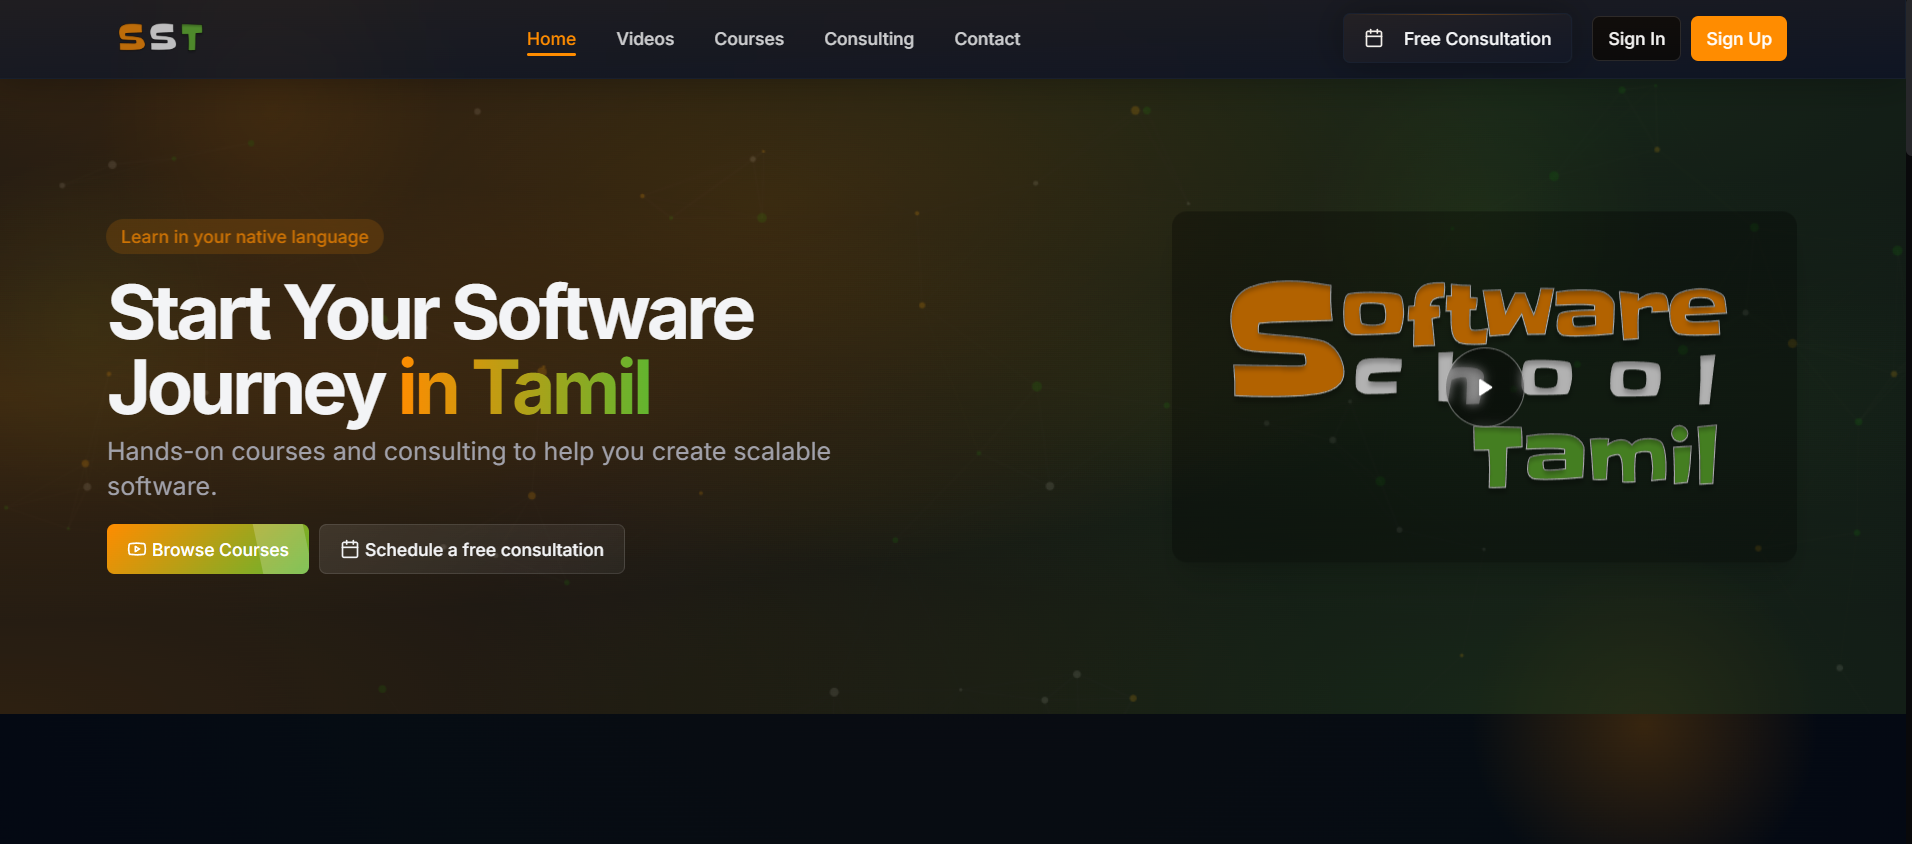 SST
Home
Videos
Courses
Consulting
Contact
Free Consultation
Sign In
Sign Up
Learn in your native language
Start Your Software
Journey in Tamil
Hands-on courses and consulting to help you create scalable
software.
Browse Courses
Schedule a free consultation
Software
School
Tamil